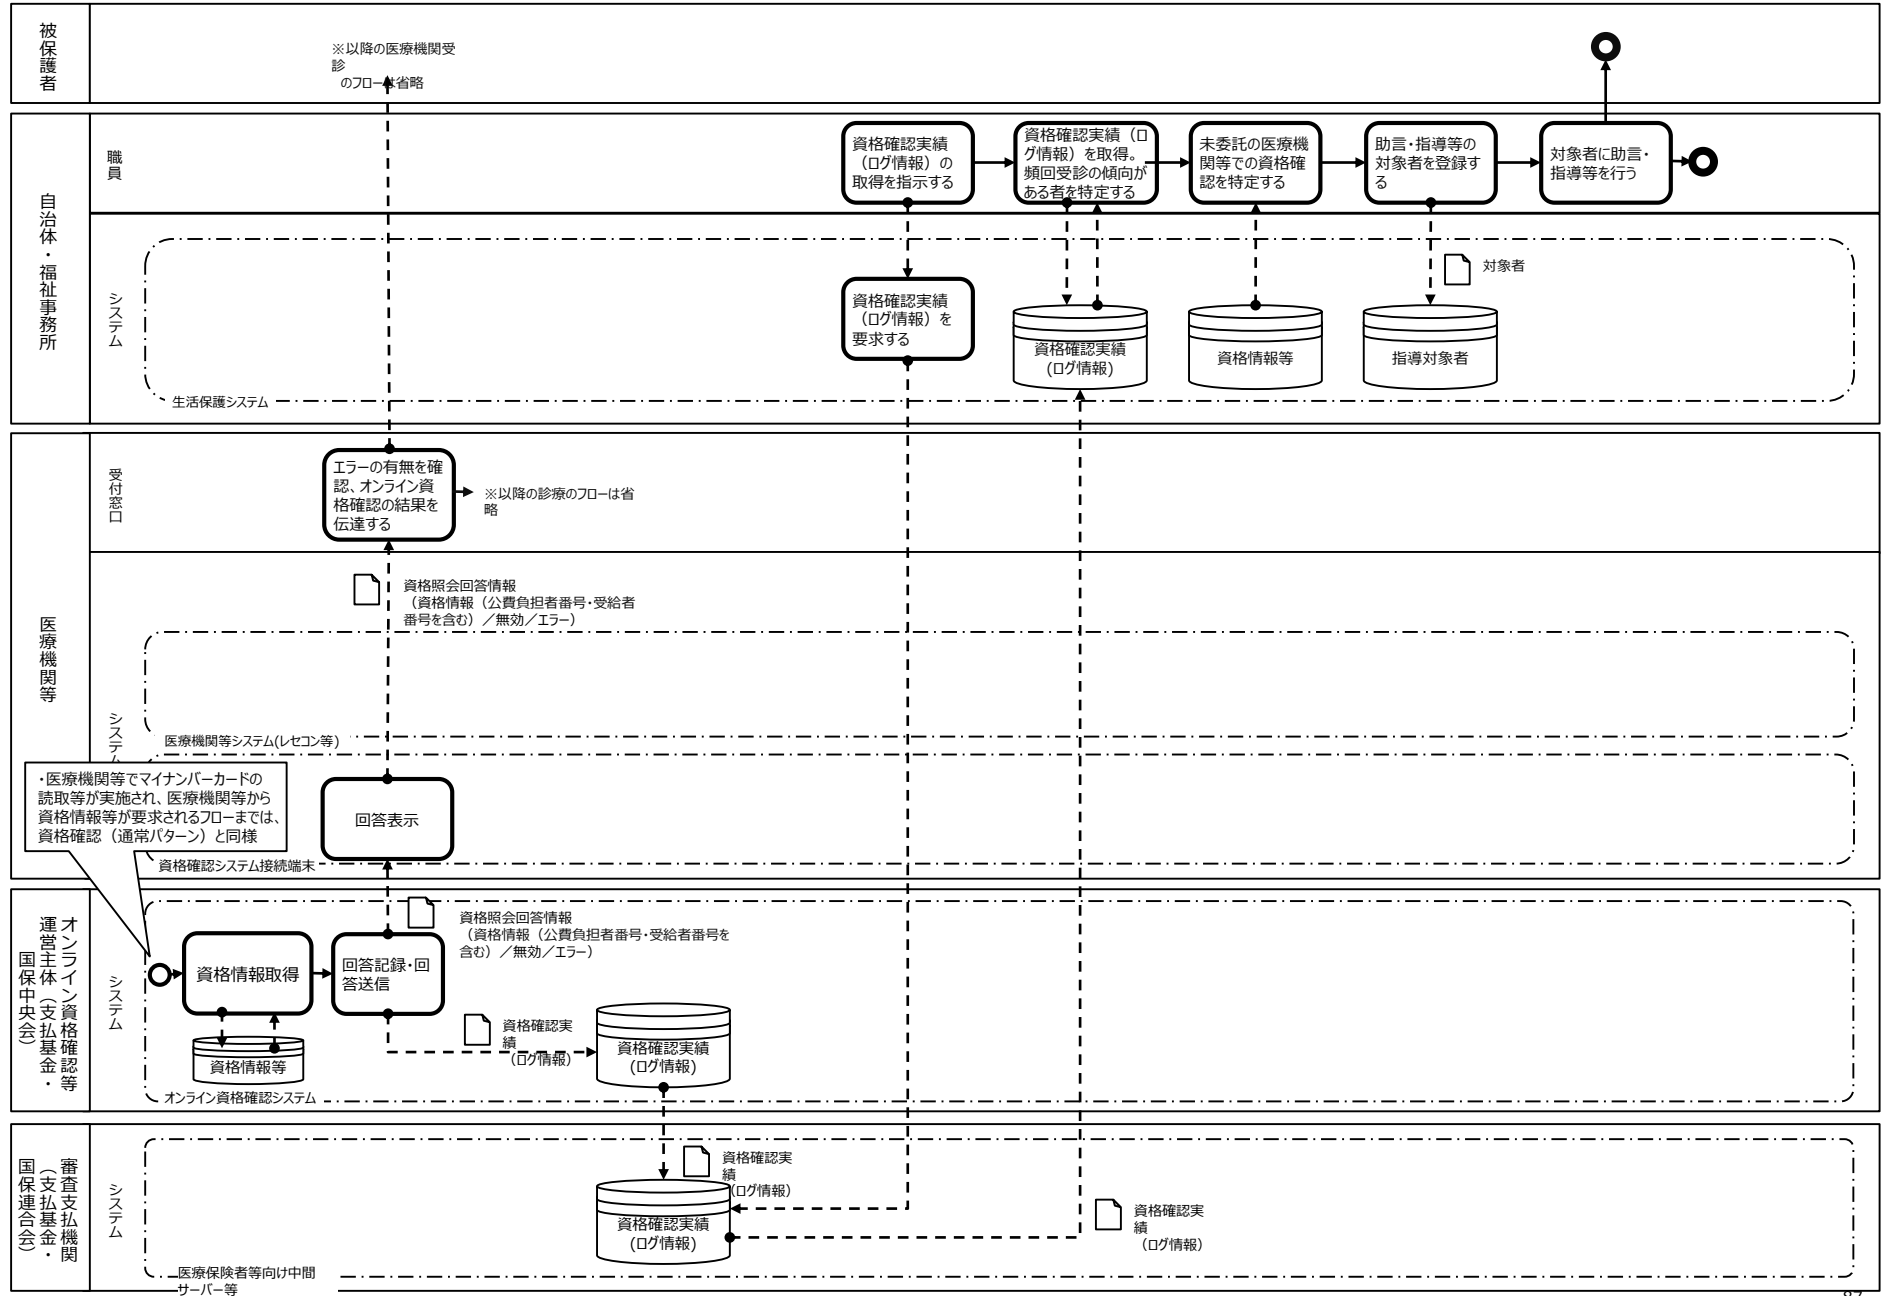 被保護者
※以降の医療機関受
診
のフローは省略
自治体・福祉事務所
職員
資格確認実績
（ログ情報）の
取得を指示する
資格確認実績（ロ
グ情報）を取得。
頻回受診の傾向が
ある者を特定する
未委託の医療機
関等での資格確
認を特定する
助言・指導等の
対象者を登録す
る
対象者に助言・
指導等を行う
システム
資格確認実績
（ログ情報）を
要求する
対象者
資格確認実績
(ログ情報)
資格情報等
指導対象者
生活保護システム
医療機関等
受付窓口
エラーの有無を確
認、オンライン資
格確認の結果を
伝達する
※以降の診療のフローは省
略
システム
資格照会回答情報
（資格情報（公費負担者番号・受給者
番号を含む）／無効／エラー）
医療機関等システム(レセコン等)
・医療機関等でマイナンバーカードの
読取等が実施され、医療機関等から
資格情報等が要求されるフローまでは、
資格確認（通常パターン）と同様
回答表示
資格確認システム接続端末
オンライン資格確認等
運営主体（支払基金・
国保中央会）
システム
資格照会回答情報
（資格情報（公費負担者番号・受給者番号を
含む）／無効／エラー）
資格情報取得
回答記録・回
答送信
資格情報等
資格確認実
績
（ログ情報）
資格確認実績
(ログ情報)
オンライン資格確認システム
審査支払機関
（支払基金・
国保連合会）
システム
資格確認実
績
（ログ情報）
資格確認実績
(ログ情報)
資格確認実
績
（ログ情報）
医療保険者等向け中間
サーバー等